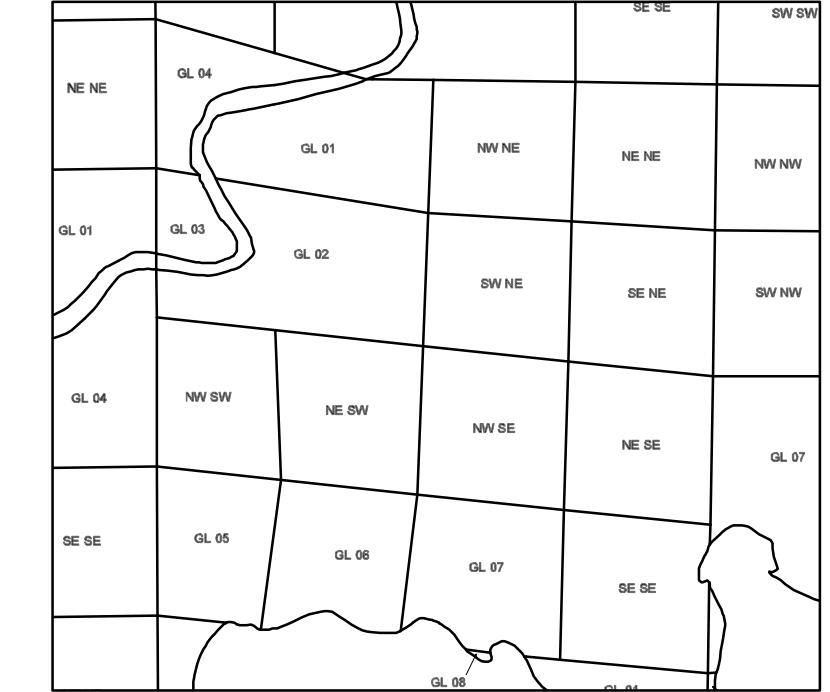 SE SE
SW SW
GL 04
NE NE
GL 01
NW NE
NE NE
NW NW
GL 01
GL 03
GL 02
SW NE
SE NE
SW NW
GL 04
NW SW
NE SW
NW SE
NE SE
GL 07
SE SE
GL 05
GL 06
GL 07
SE SE
GL 08